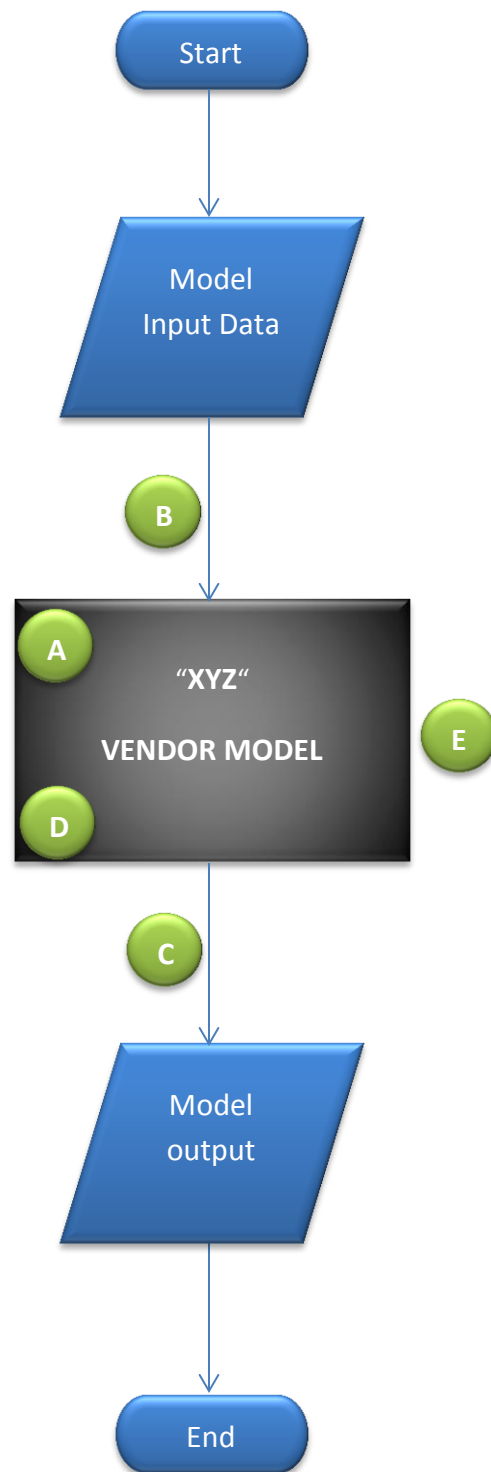 Start
Model
Input Data
B
A
“XYZ“
E
VENDOR MODEL
D
C
Model
output
End